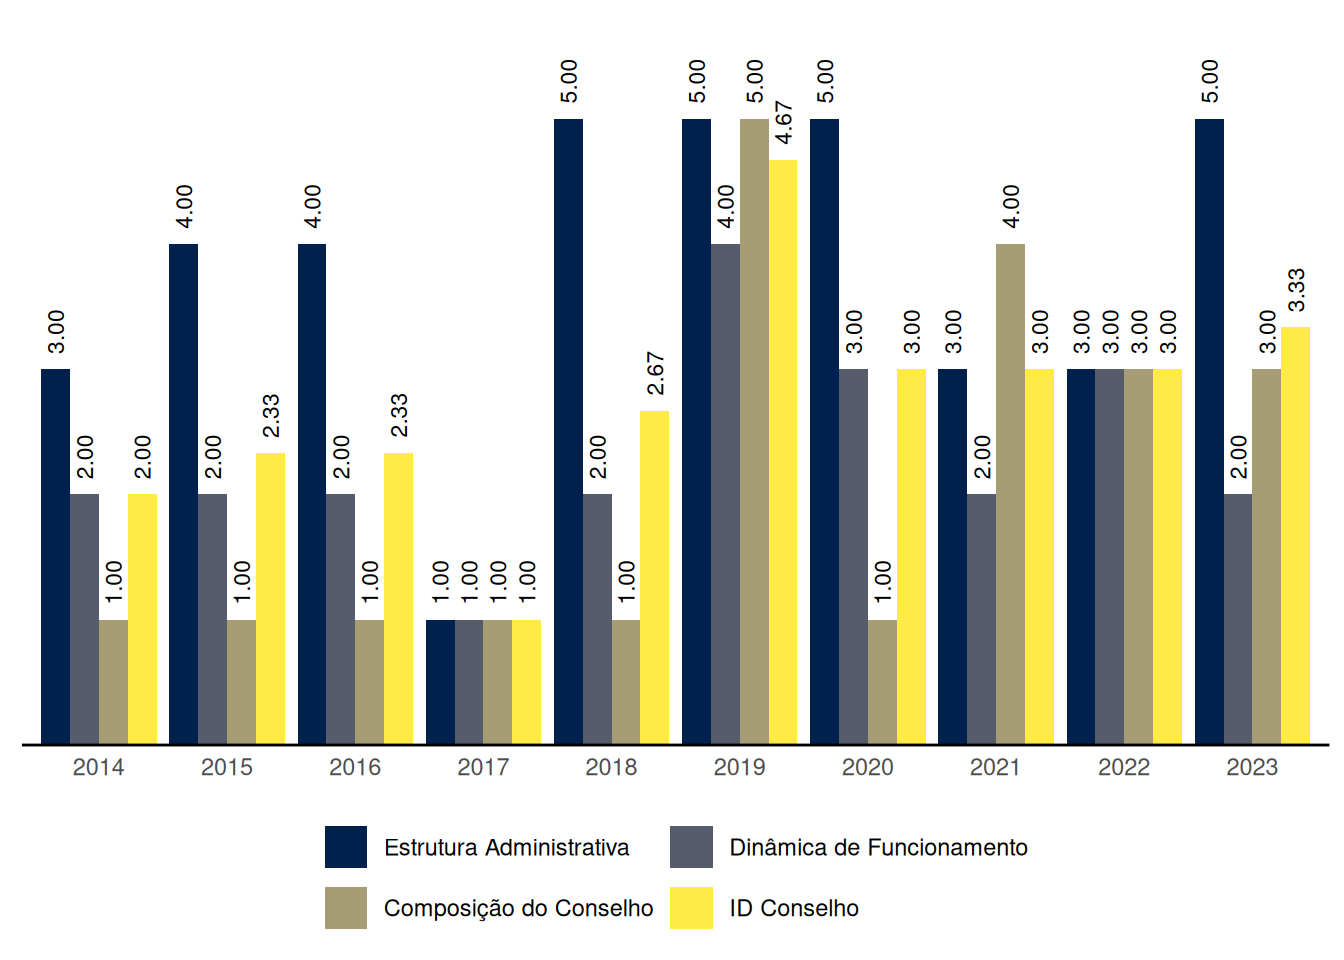 5.00 5.00 5.00 5.00 5.00
4.67
4.00 4.00 4.00 4.00
3.33
3.00 3.00 3.00 3.00 3.00 3.00 3.00 3.00 3.00 3.00
2.67
2.33 2.33
2.00 2.00 2.00 2.00 2.00 2.00 2.00
1.00 1.00 1.00 1.00 1.00 1.00 1.00 1.00 1.00
2014 2015 2016 2017 2018 2019 2020 2021 2022 2023
Estrutura Administrativa Dinâmica de Funcionamento
Composição do Conselho ID Conselho